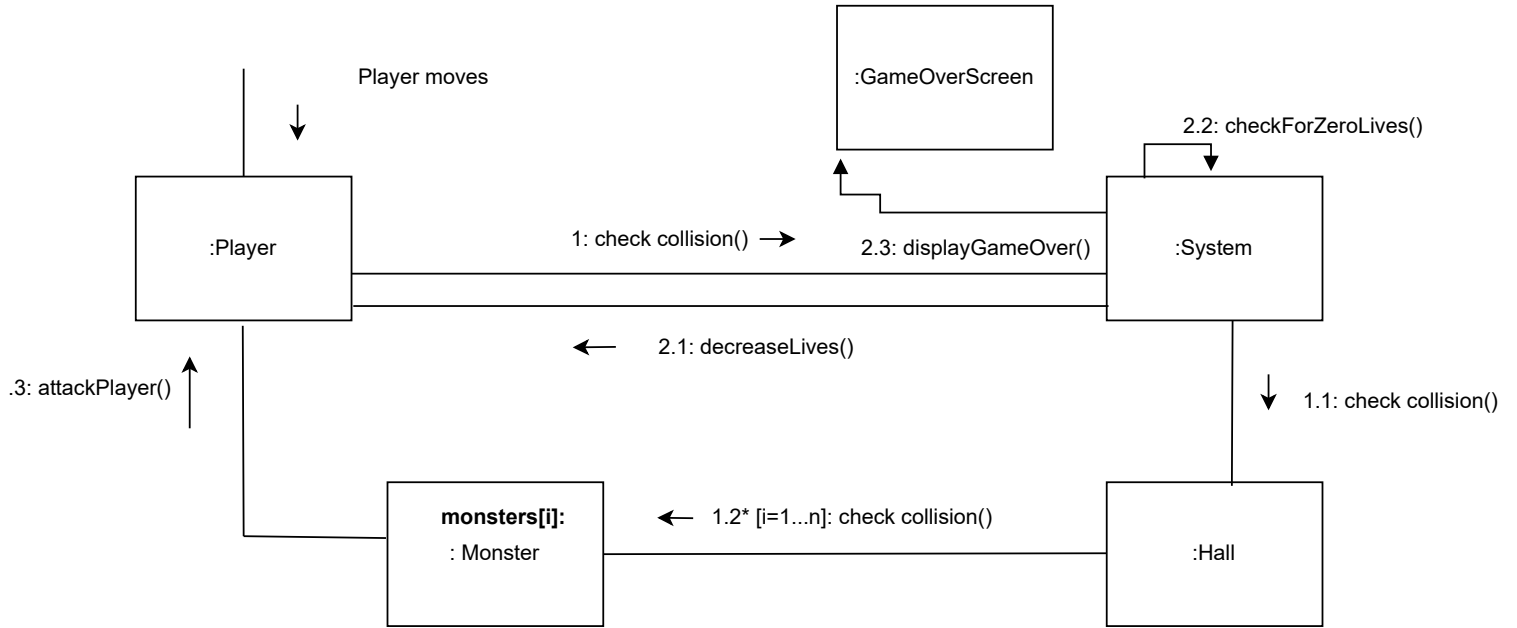 Player moves
:GameOverScreen
2.2: checkForZeroLives()
:Player
1: check collision()
2.3: displayGameOver()
:System
2.1: decreaseLives()
.3: attackPlayer()
1.1: check collision()
monsters[i]:
: Monster
1.2* [i=1...n]: check collision()
:Hall